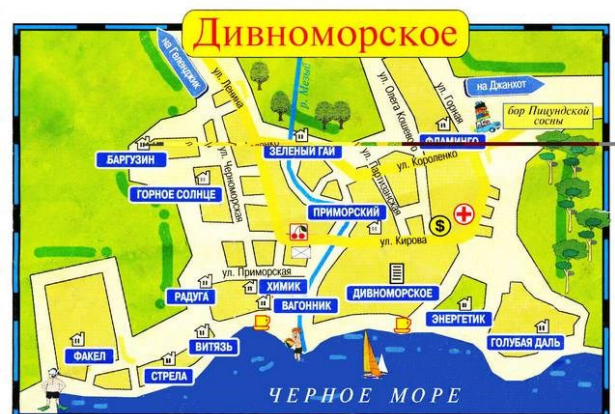 Дивноморское
на Геленджик
ул. Ленина
р. Мезыб
ул. Олега Кошевого
ул. Горная
на Джанхот
бор Пицундской
сосны
БАРГУЗИН
ЗЕЛЕНЫЙ ГАЙ
ФЛАМИНГО
ул. Короленко
ул. Партизанская
ГОРНОЕ СОЛНЦЕ
ул. Черноморская
ПРИМОРСКИЙ
$
ул. Кирова
ул. Приморская
РАДУГА
ХИМИК
ВАГОННИК
ДИВНОМОРСКОЕ
ЭНЕРГЕТИК
ГОЛУБАЯ ДАЛЬ
ФАКЕЛ
ВИТЯЗЬ
СТРЕЛА
ЧЕРНОЕ МОРЕ